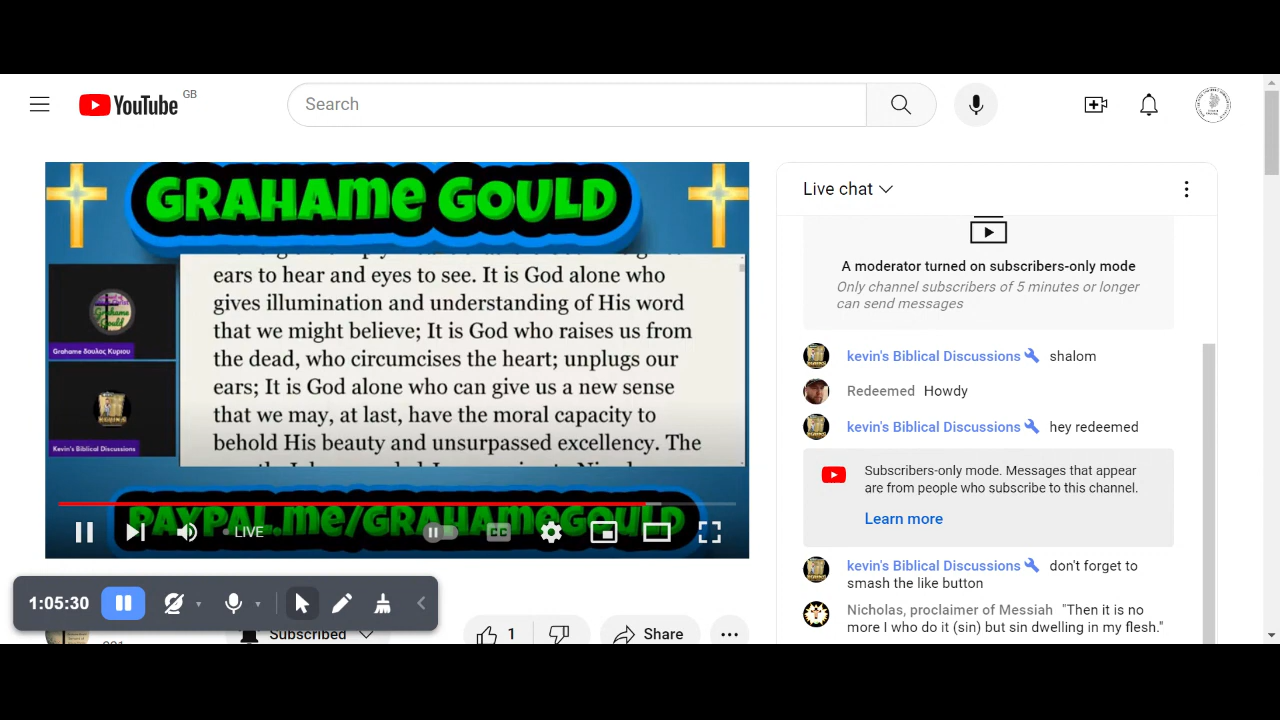 YouTube GB
Search
GRAHAME GOULD
ears to hear and eyes to see. It is God alone who
gives illumination and understanding of His word
that we might believe; It is God who raises us from
the dead, who circumcises the heart; unplugs our
ears; It is God alone who can give us a new sense
that we may, at last, have the moral capacity to
behold His beauty and unsurpassed excellency. The
Grahame
Gould
Grahame δουλος Κυριου
Kevin's Biblical Discussions
PAYPAL.ME/GRAHAMEGOULD
LIVE
CC
1:05:30
Subscribed
1
Share
Live chat
A moderator turned on subscribers-only mode
Only channel subscribers of 5 minutes or longer
can send messages
kevin's Biblical Discussions shalom
Redeemed Howdy
kevin's Biblical Discussions hey redeemed
Subscribers-only mode. Messages that appear
are from people who subscribe to this channel.
Learn more
kevin's Biblical Discussions don't forget to
smash the like button
Nicholas, proclaimer of Messiah "Then it is no
more I who do it (sin) but sin dwelling in my flesh."